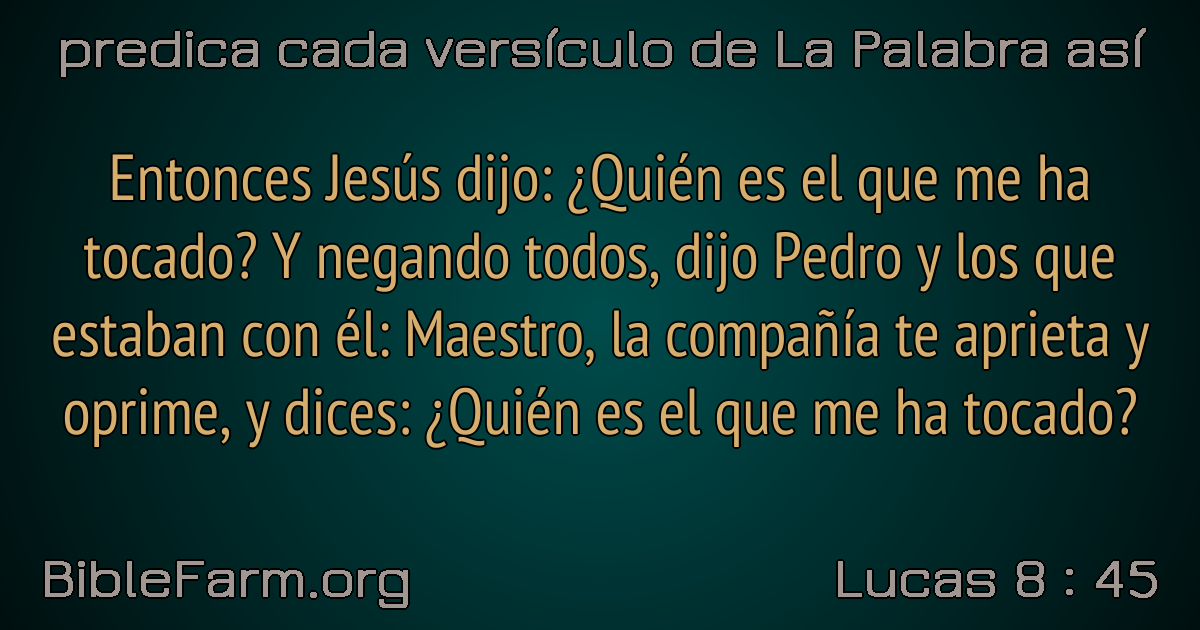 predica cada versículo de La Palabra así
Entonces Jesús dijo: ¿Quién es el que me ha
tocado? Y negando todos, dijo Pedro y los que
estaban con él: Maestro, la compañía te aprieta y
oprime, y dices: ¿Quién es el que me ha tocado?
BibleFarm.org
Lucas 8 : 45